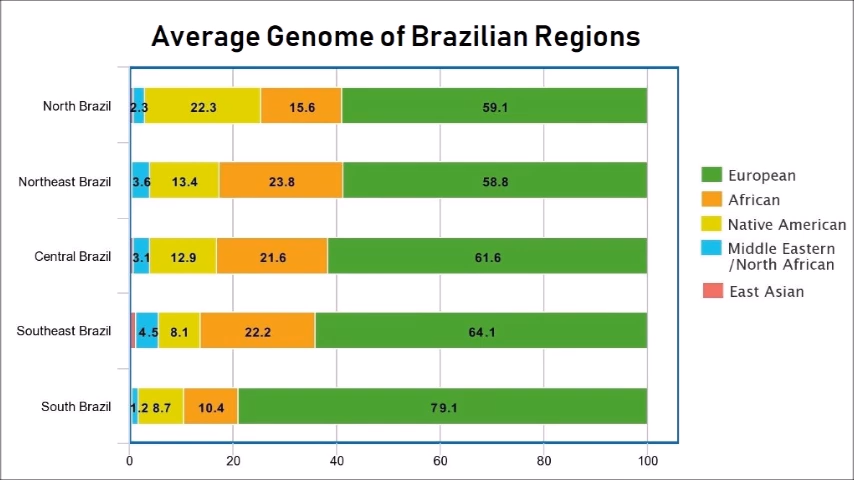 Average Genome of Brazilian Regions
North Brazil 2.3 22.3 15.6 59.1
Northeast Brazil 3.6 13.4 23.8 58.8
Central Brazil 3.1 12.9 21.6 61.6
Southeast Brazil 4.5 8.1 22.2 64.1
South Brazil 1.2 8.7 10.4 79.1
0 20 40 60 80 100
European
African
Native American
Middle Eastern
/North African
East Asian